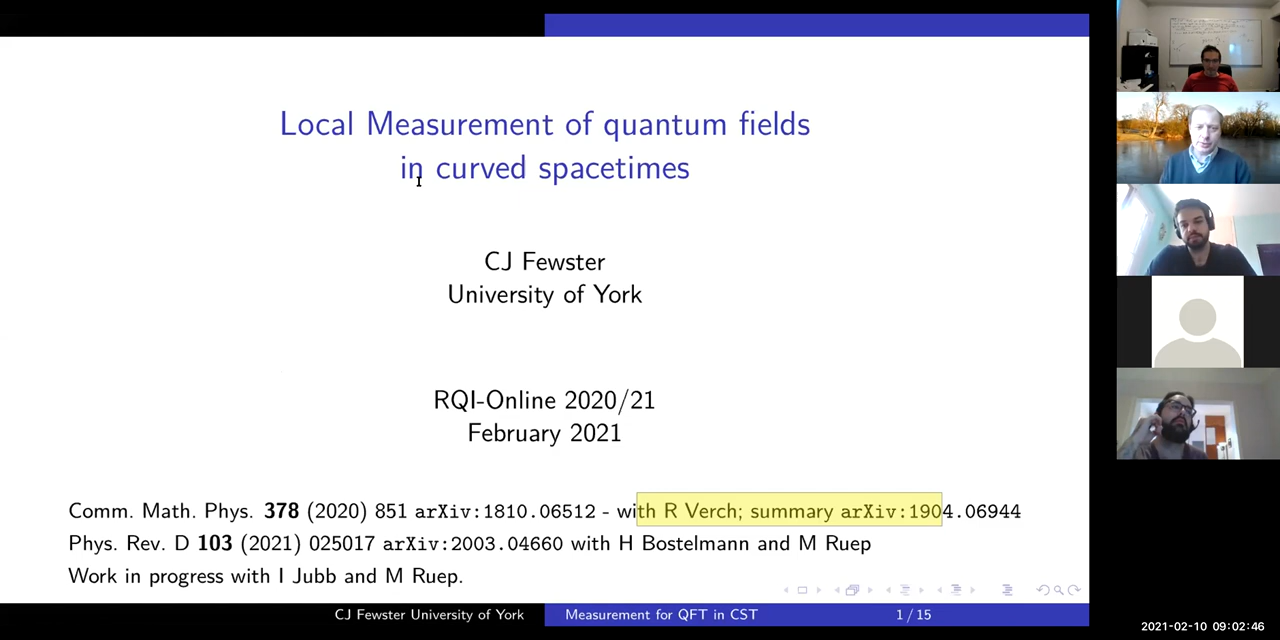 Local Measurement of quantum fields
in curved spacetimes
CJ Fewster
University of York
RQI-Online 2020/21
February 2021
Comm. Math. Phys. 378 (2020) 851 arXiv:1810.06512 - with R Verch; summary arXiv:1904.06944
Phys. Rev. D 103 (2021) 025017 arXiv:2003.04660 with H Bostelmann and M Ruep
Work in progress with I Jubb and M Ruep.
CJ Fewster University of York
Measurement for QFT in CST
1 / 15
2021-02-10 09:02:46